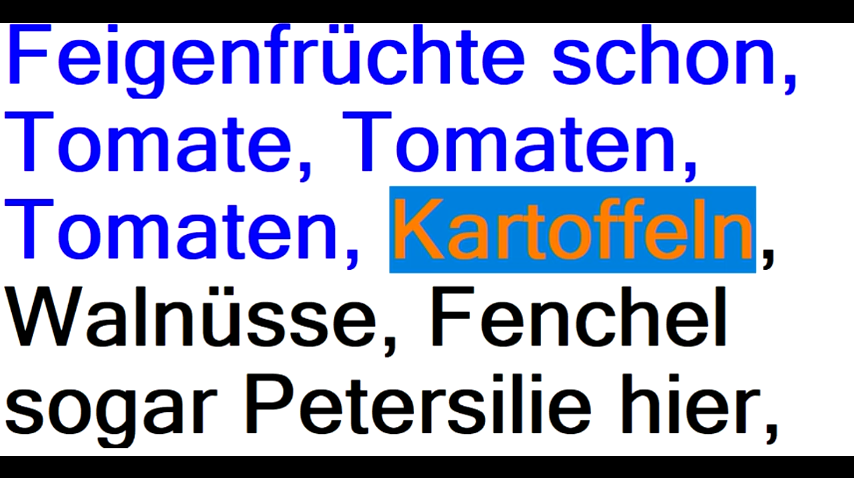 Feigenfrüchte schon,
Tomate, Tomaten,
Tomaten, Kartoffeln,
Walnüsse, Fenchel
sogar Petersilie hier,